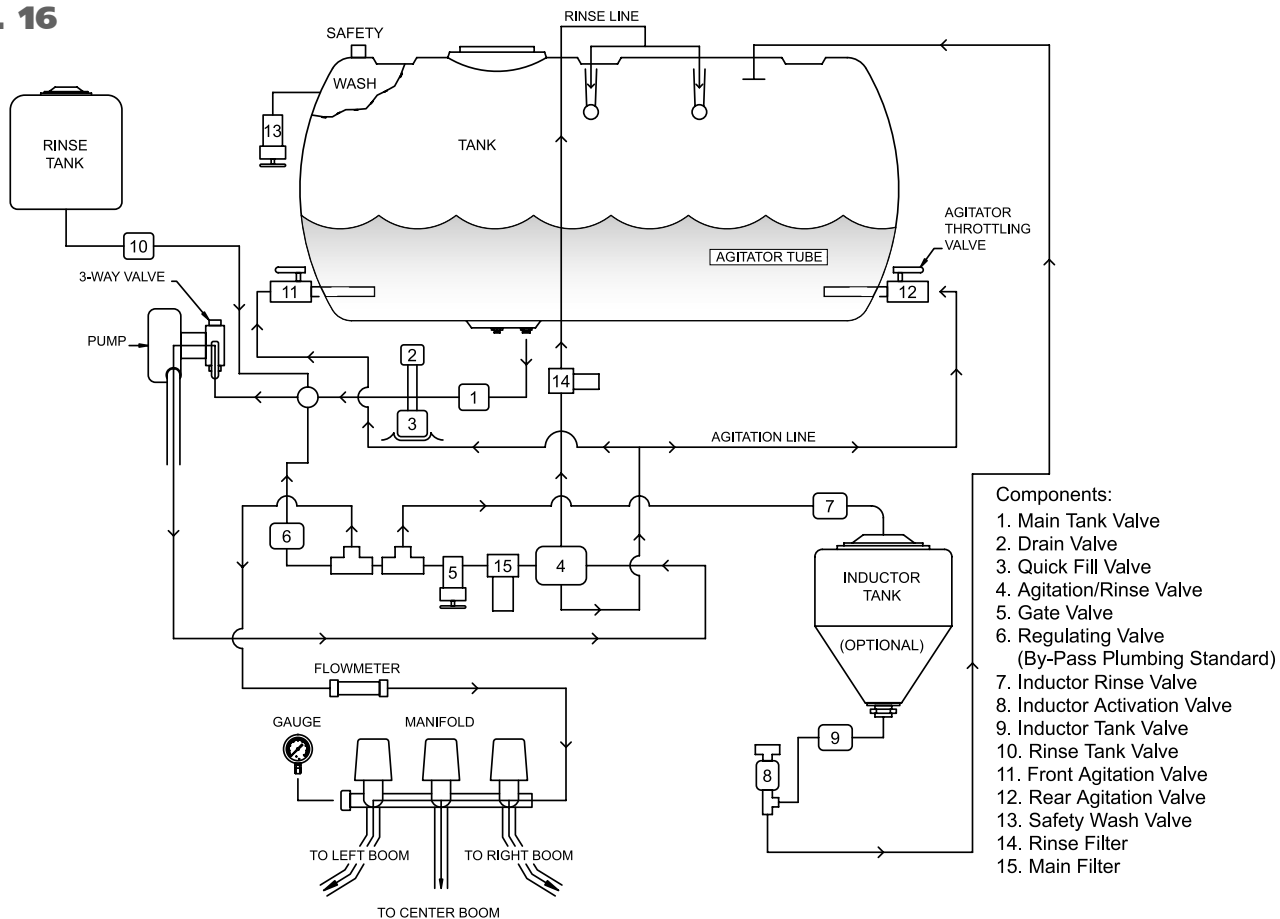 . 16
RINSE LINE
SAFETY
WASH
13
RINSE
TANK
TANK
10
AGITATOR
THROTTLING
VALVE
AGITATOR TUBE
3-WAY VALVE
11
12
PUMP
2
14
1
3
AGITATION LINE
7
6
5
15
4
INDUCTOR
TANK
(OPTIONAL)
FLOWMETER
GAUGE
MANIFOLD
9
8
TO LEFT BOOM
TO RIGHT BOOM
TO CENTER BOOM
Components:
1. Main Tank Valve
2. Drain Valve
3. Quick Fill Valve
4. Agitation/Rinse Valve
5. Gate Valve
6. Regulating Valve
(By-Pass Plumbing Standard)
7. Inductor Rinse Valve
8. Inductor Activation Valve
9. Inductor Tank Valve
10. Rinse Tank Valve
11. Front Agitation Valve
12. Rear Agitation Valve
13. Safety Wash Valve
14. Rinse Filter
15. Main Filter